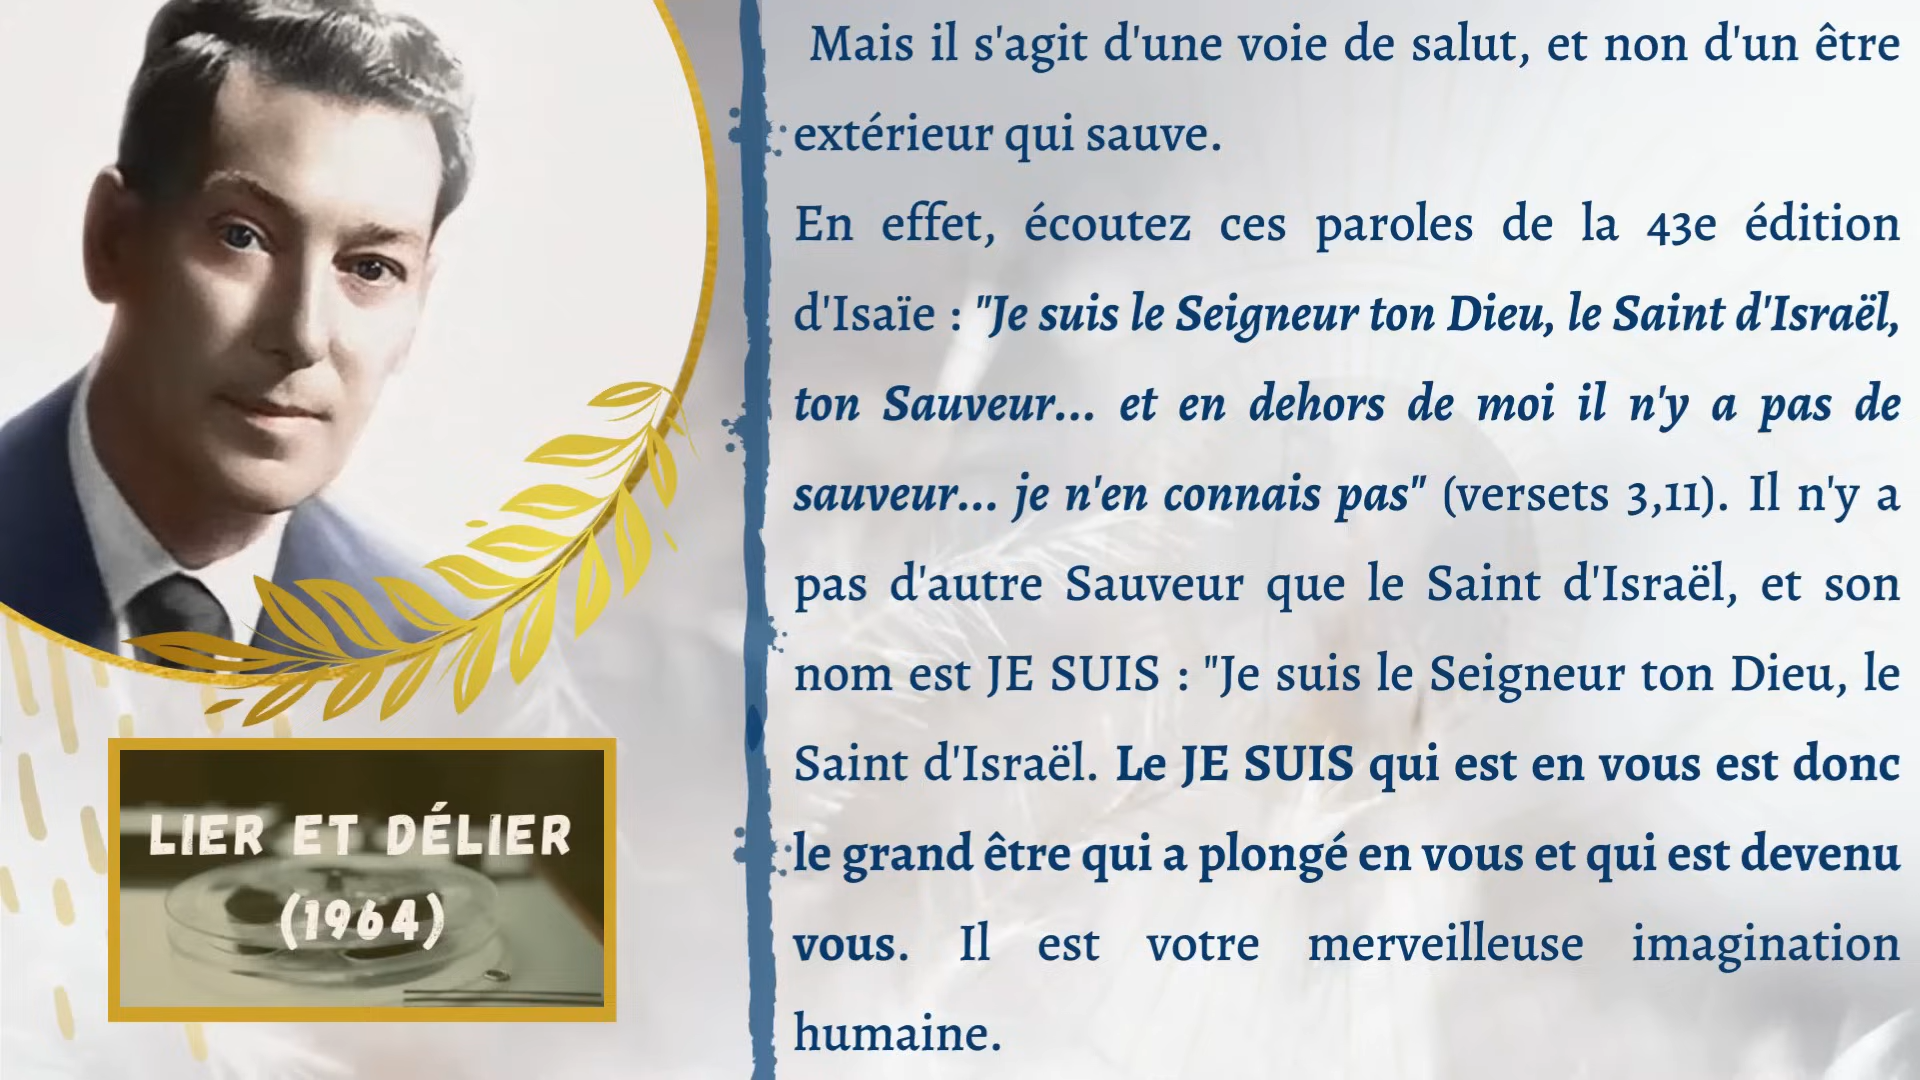 Mais il s'agit d'une voie de salut, et non d'un être
extérieur qui sauve.
En effet, écoutez ces paroles de la 43e édition
d'Isaïe : "Je suis le Seigneur ton Dieu, le Saint d'Israël,
ton Sauveur... et en dehors de moi il n'y a pas de
sauveur... je n'en connais pas" (versets 3,11). Il n'y a
pas d'autre Sauveur que le Saint d'Israël, et son
nom est JE SUIS : "Je suis le Seigneur ton Dieu, le
Saint d'Israël. Le JE SUIS qui est en vous est donc
le grand être qui a plongé en vous et qui est devenu
vous. Il est votre merveilleuse imagination
humaine.
LIER ET DÉLIER
(1964)